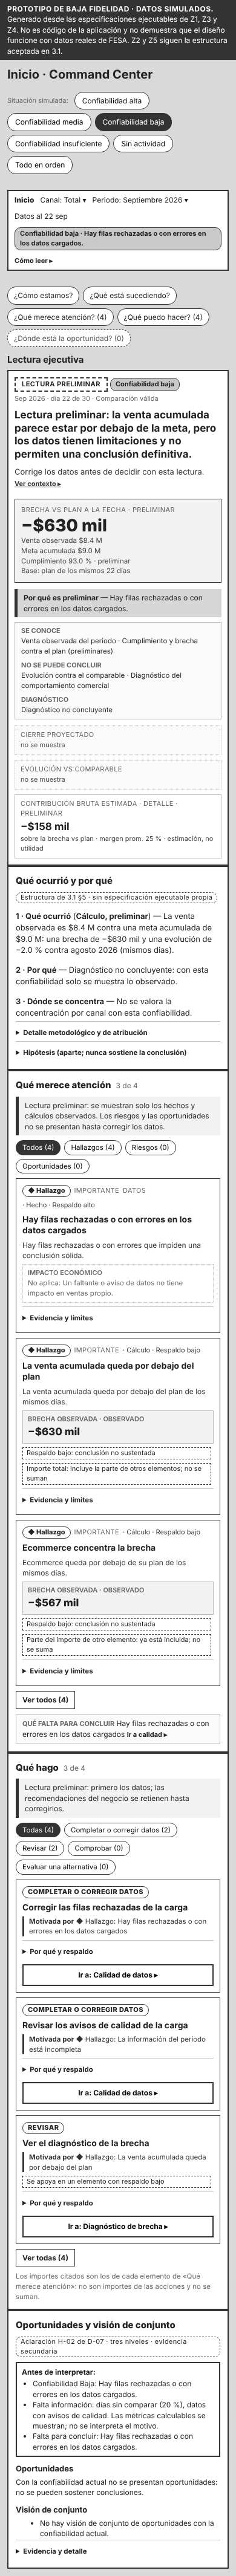 PROTOTIPO DE BAJA FIDELIDAD · DATOS SIMULADOS.
Generado desde las especificaciones ejecutables de Z1, Z3 y
Z4. No es código de la aplicación y no demuestra que el diseño
funcione con datos reales de FESA. Z2 y Z5 siguen la estructura
aceptada en 3.1.
Inicio · Command Center
Situación simulada:
Confiabilidad alta
Confiabilidad media
Confiabilidad baja
Confiabilidad insuficiente
Sin actividad
Todo en orden
Inicio Canal: Total ▾ Periodo: Septiembre 2026 ▾
Datos al 22 sep
Confiabilidad baja · Hay filas rechazadas o con errores en
los datos cargados.
Cómo leer ▸
¿Cómo estamos?
¿Qué está sucediendo?
¿Qué merece atención? (4)
¿Qué puedo hacer? (4)
¿Dónde está la oportunidad? (0)
Lectura ejecutiva
LECTURA PRELIMINAR
Confiabilidad baja
Sep 2026 · día 22 de 30 · Comparación válida
Lectura preliminar: la venta acumulada
parece estar por debajo de la meta, pero
los datos tienen limitaciones y no
permiten una conclusión definitiva.
Corrige los datos antes de decidir con esta lectura.
Ver contexto ▸
BRECHA VS PLAN A LA FECHA · PRELIMINAR
−$630 mil
Venta observada $8.4 M
Meta acumulada $9.0 M
Cumplimiento 93.0 % · preliminar
Base: plan de los mismos 22 días
Por qué es preliminar — Hay filas rechazadas o con
errores en los datos cargados.
SE CONOCE
Venta observada del periodo · Cumplimiento y brecha
contra el plan (preliminares)
NO SE PUEDE CONCLUIR
Evolución contra el comparable · Diagnóstico del
comportamiento comercial
DIAGNÓSTICO
Diagnóstico no concluyente
CIERRE PROYECTADO
no se muestra
EVOLUCIÓN VS COMPARABLE
no se muestra
CONTRIBUCIÓN BRUTA ESTIMADA · DETALLE ·
PRELIMINAR
−$158 mil
sobre la brecha vs plan · margen prom. 25 % · estimación, no
utilidad
Qué ocurrió y por qué
Estructura de 3.1 §5 · sin especificación ejecutable propia
1 · Qué ocurrió (Cálculo, preliminar) — La venta
observada es $8.4 M contra una meta acumulada de
$9.0 M: una brecha de −$630 mil y una evolución de
−2.0 % contra agosto 2026 (mismos días).
2 · Por qué — Diagnóstico no concluyente: con esta
confiabilidad solo se muestra lo observado.
3 · Dónde se concentra — No se valora la
concentración por canal con esta confiabilidad.
▸ Detalle metodológico y de atribución
▸ Hipótesis (aparte; nunca sostiene la conclusión)
Qué merece atención 3 de 4
Lectura preliminar: se muestran solo los hechos y
cálculos observados. Los riesgos y las oportunidades
no se presentan hasta corregir los datos.
Todos (4)
Hallazgos (4)
Riesgos (0)
Oportunidades (0)
◆ Hallazgo IMPORTANTE DATOS
· Hecho · Respaldo alto
Hay filas rechazadas o con errores en los
datos cargados
Hay filas rechazadas o con errores que impiden una
conclusión sólida.
IMPACTO ECONÓMICO
No aplica: Un faltante o aviso de datos no tiene
impacto en ventas propio.
▸ Evidencia y límites
◆ Hallazgo IMPORTANTE · Cálculo · Respaldo bajo
La venta acumulada queda por debajo del
plan
La venta acumulada queda por debajo del plan de los
mismos días.
BRECHA OBSERVADA · OBSERVADO
−$630 mil
Respaldo bajo: conclusión no sustentada
Importe total: incluye la parte de otros elementos; no se
suman
▸ Evidencia y límites
◆ Hallazgo IMPORTANTE · Cálculo · Respaldo bajo
Ecommerce concentra la brecha
Ecommerce queda por debajo de su plan de los
mismos días.
BRECHA OBSERVADA · OBSERVADO
−$567 mil
Respaldo bajo: conclusión no sustentada
Parte del importe de otro elemento: ya está incluida; no
se suma
▸ Evidencia y límites
Ver todos (4)
QUÉ FALTA PARA CONCLUIR Hay filas rechazadas o con
errores en los datos cargados Ir a calidad ▸
Qué hago 3 de 4
Lectura preliminar: primero los datos; las
recomendaciones del negocio se retienen hasta
corregirlos.
Todas (4)
Completar o corregir datos (2)
Revisar (2)
Comprobar (0)
Evaluar una alternativa (0)
COMPLETAR O CORREGIR DATOS
Corregir las filas rechazadas de la carga
Motivada por ◆ Hallazgo: Hay filas rechazadas o con
errores en los datos cargados
▸ Por qué y respaldo
Ir a: Calidad de datos ▸
COMPLETAR O CORREGIR DATOS
Revisar los avisos de calidad de la carga
Motivada por ◆ Hallazgo: La información del periodo
está incompleta
▸ Por qué y respaldo
Ir a: Calidad de datos ▸
REVISAR
Ver el diagnóstico de la brecha
Motivada por ◆ Hallazgo: La venta acumulada queda
por debajo del plan
Se apoya en un elemento con respaldo bajo
▸ Por qué y respaldo
Ir a: Diagnóstico de brecha ▸
Ver todas (4)
Los importes citados son los de cada elemento de «Qué
merece atención»: no son importes de las acciones y no se
suman.
Oportunidades y visión de conjunto
Aclaración H-02 de D-07 · tres niveles · evidencia
secundaria
Antes de interpretar:
• Confiabilidad Baja: Hay filas rechazadas o con
errores en los datos cargados.
• Falta información: días sin comparar (20 %), datos
con avisos de calidad. Las métricas calculables se
muestran; no se interpreta el motivo.
• Falta para concluir: Hay filas rechazadas o con
errores en los datos cargados.
Oportunidades
Con la confiabilidad actual no se presentan oportunidades:
no se pueden sostener conclusiones.
Visión de conjunto
• No hay visión de conjunto de oportunidades con la
confiabilidad actual.
▸ Evidencia y detalle